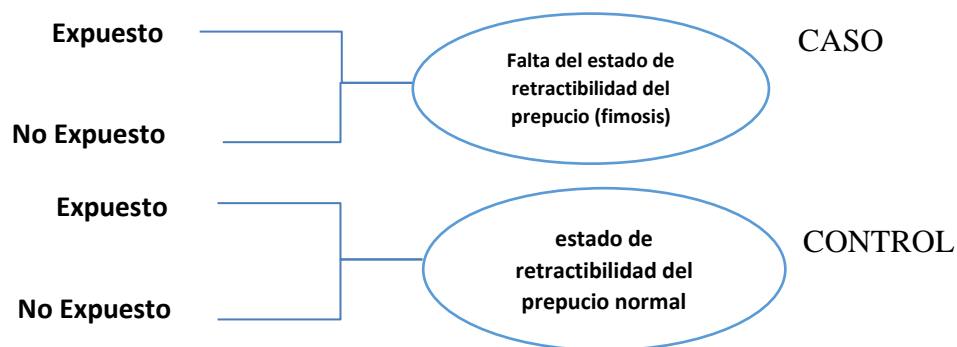 Expuesto
Falta del estado de
retractibilidad del
prepucio (fimosis)
CASO
No Expuesto
Expuesto
estado de
retractibilidad del
prepucio normal
CONTROL
No Expuesto